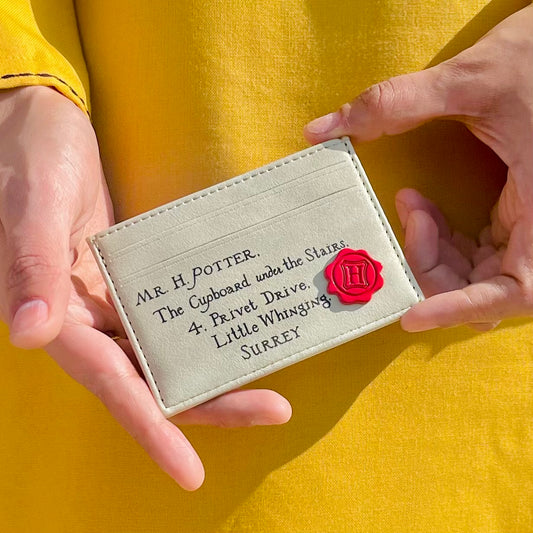 MR H. POTTER,
The Cupboard under the Stairs,
4. Privet Drive,
Little Whinging,
SURREY
H